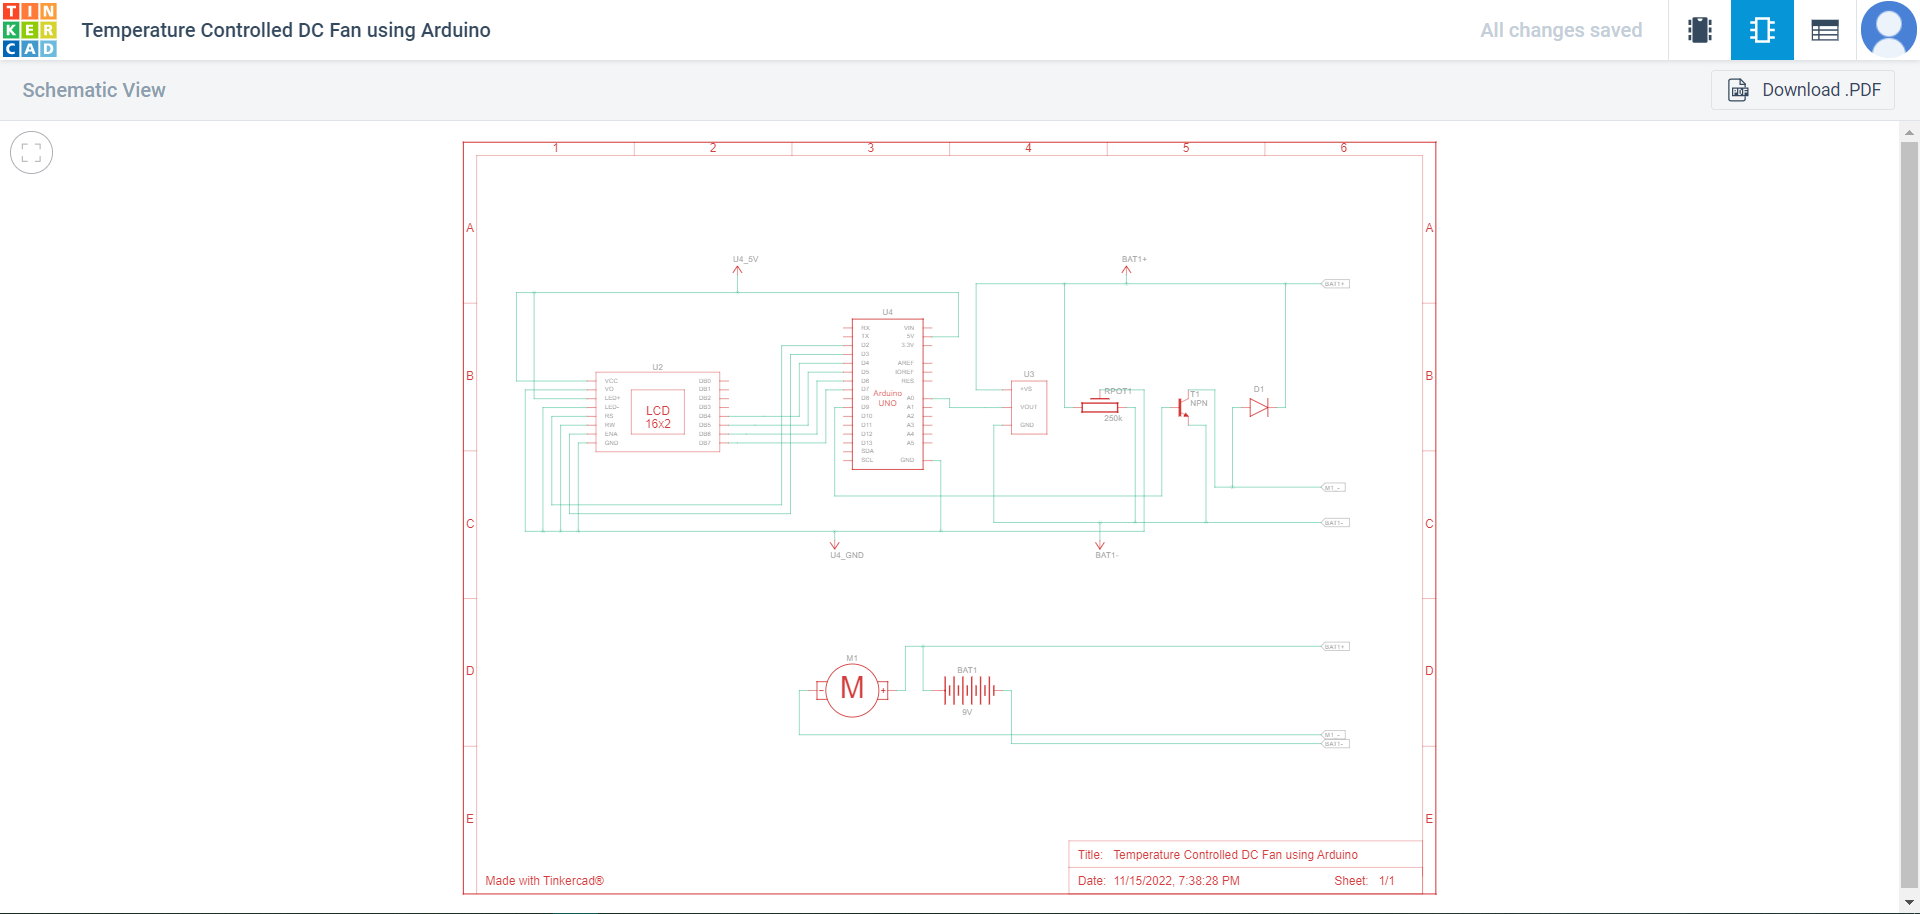 TIN
KER
CAD
Temperature Controlled DC Fan using Arduino
All changes saved
Schematic View
PDF
Download .PDF
1 2 3 4 5 6
A A
U4_5V BAT1+
BAT1+
U4
RX VIN
TX 5V
D2 3.3V
D3
D4 AREF
D5 IOREF
D6 RES
D7
D8 A0
D9 A1
D10 A2
D11 A3
D12 A4
D13 A5
SDA
SCL GND
Arduino
UNO
B B
U2
VCC DB0
VO DB1
LED+ DB2
LED- DB3
RS DB4
RW DB5
ENA DB6
GND DB7
LCD
16x2
U3
+VS
VOUT
GND
RPOT1
250k
T1
NPN
D1
M1_-
C C
BAT1-
U4_GND BAT1-
BAT1+
D D
M1
- M +
BAT1
9V
M1_-
BAT1-
E E
Title: Temperature Controlled DC Fan using Arduino
Made with Tinkercad®
Date: 11/15/2022, 7:38:28 PM Sheet: 1/1